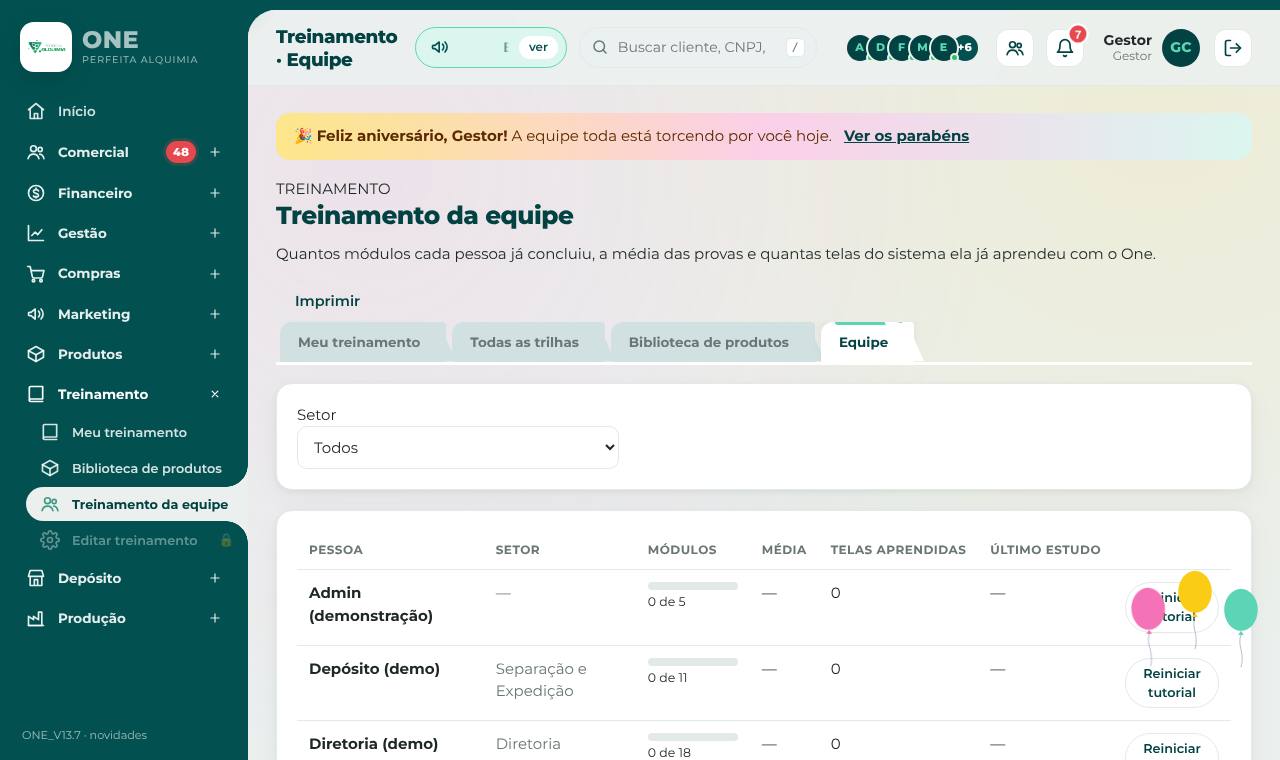 ONE
PERFEITA ALQUIMIA
Início
Comercial 48 +
Financeiro +
Gestão +
Compras +
Marketing +
Produtos +
Treinamento ×
Meu treinamento
Biblioteca de produtos
Treinamento da equipe
Editar treinamento
Depósito +
Produção +
ONE_V13.7 · novidades
Treinamento
· Equipe
ver
Buscar cliente, CNPJ, /
A D F M E +6
7
Gestor
Gestor
GC
🎉 Feliz aniversário, Gestor! A equipe toda está torcendo por você hoje. Ver os parabéns
TREINAMENTO
Treinamento da equipe
Quantos módulos cada pessoa já concluiu, a média das provas e quantas telas do sistema ela já aprendeu com o One.
Imprimir
Meu treinamento Todas as trilhas Biblioteca de produtos Equipe
Setor
Todos
PESSOA SETOR MÓDULOS MÉDIA TELAS APRENDIDAS ÚLTIMO ESTUDO
Admin
(demonstração)
—
0 de 5
— 0 —
Depósito (demo)
Separação e
Expedição
0 de 11
— 0 —
Reiniciar
tutorial
Diretoria (demo)
Diretoria
0 de 18
— 0 —
Reiniciar